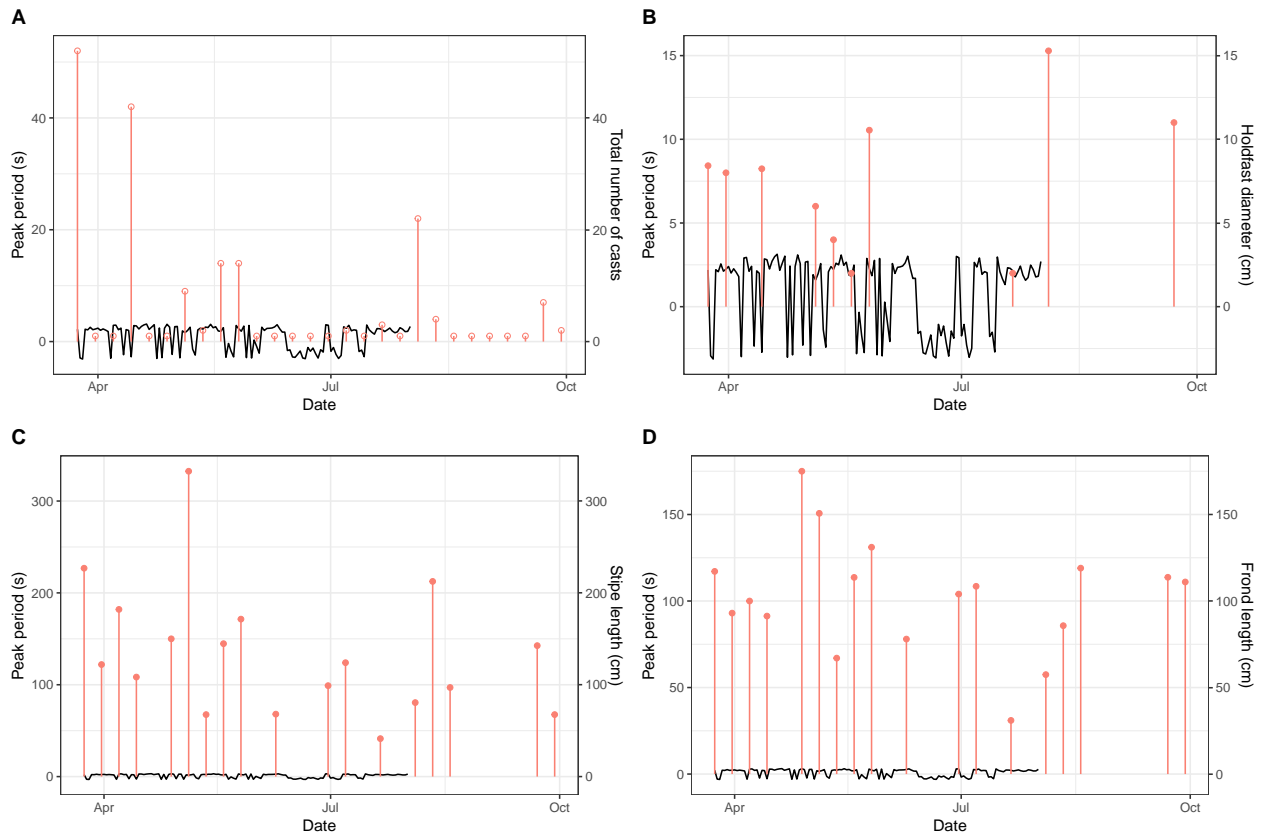 A
Peak period (s)
40
20
0
40
20
0
Total number of casts
Apr
Jul
Oct
Date
B
Peak period (s)
15
10
5
0
15
10
5
0
Holdfast diameter (cm)
Apr
Jul
Oct
Date
C
Peak period (s)
300
200
100
0
300
200
100
0
Stipe length (cm)
Apr
Jul
Oct
Date
D
Peak period (s)
150
100
50
0
150
100
50
0
Frond length (cm)
Apr
Jul
Oct
Date